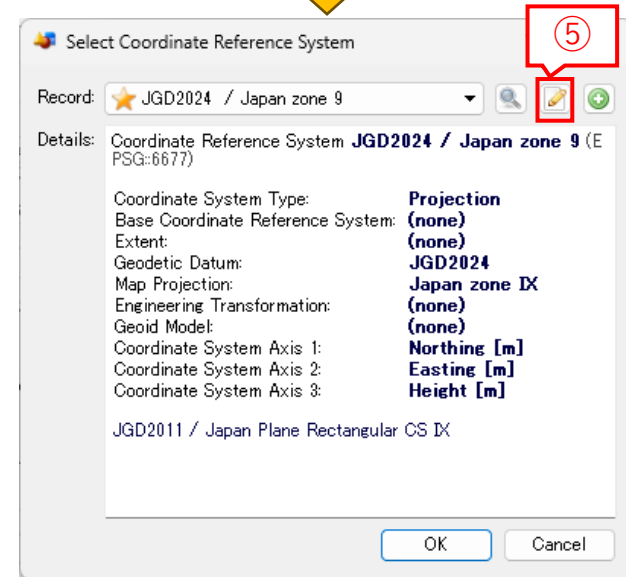 ⑤
Select Coordinate Reference System
Record: JGD2024 / Japan zone 9
Details: Coordinate Reference System JGD2024 / Japan zone 9 (E
PSG::6677)
Coordinate System Type: Projection
Base Coordinate Reference System: (none)
Extent: (none)
Geodetic Datum: JGD2024
Map Projection: Japan zone IX
Engineering Transformation: (none)
Geoid Model: (none)
Coordinate System Axis 1: Northing [m]
Coordinate System Axis 2: Easting [m]
Coordinate System Axis 3: Height [m]
JGD2011 / Japan Plane Rectangular CS IX
OK Cancel